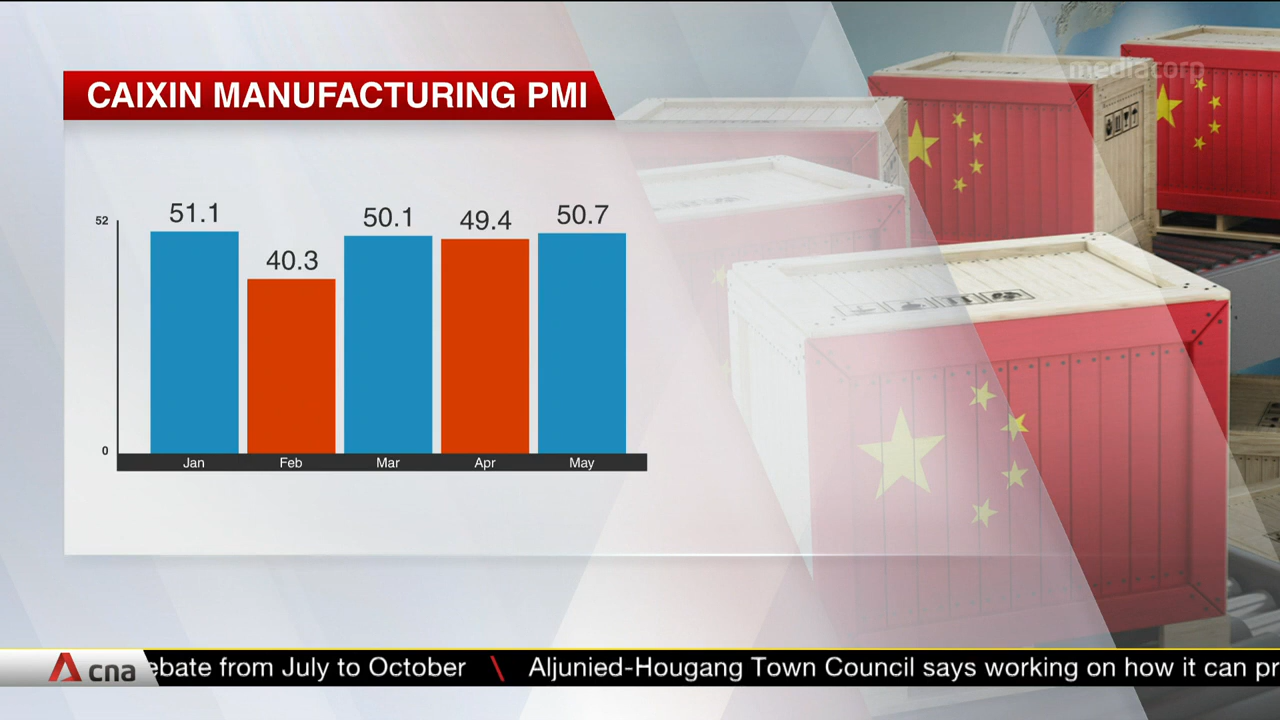 mediacorp
CAIXIN MANUFACTURING PMI
52
51.1
40.3
50.1
49.4
50.7
0
Jan
Feb
Mar
Apr
May
cna
ebate from July to October \ Aljunied-Hougang Town Council says working on how it can pr